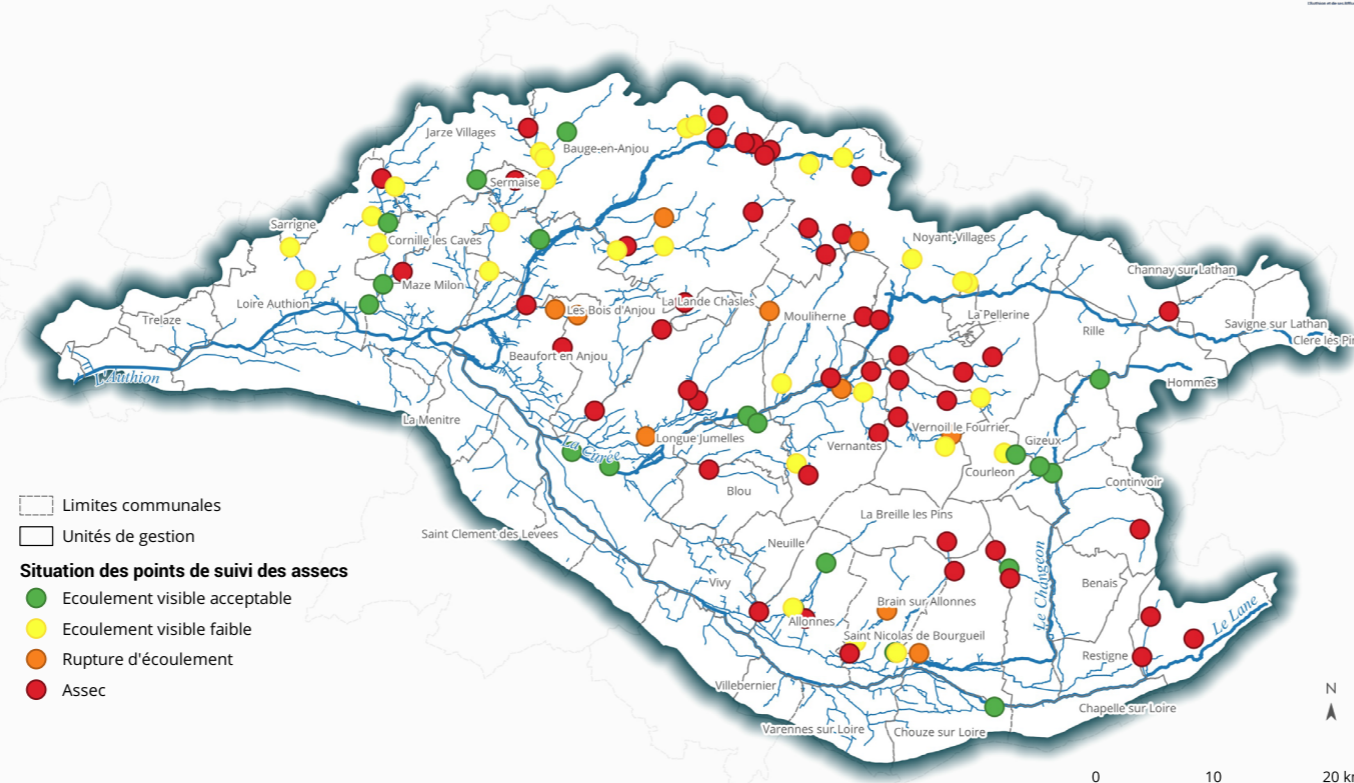 Jarze Villages
Bauge-en-Anjou
Sermaise
Sarrigne
Cornille les Caves
Noyant-Villages
Channay sur Lathan
Maze Milon
Loire Authion
Les Bois d'Anjou
La Lande Chasles
Mouliherne
La Pellerine
Rille
Savigne sur Lathan
Trelaze
Clere les Pin
Beaufort en Anjou
L'Authion
Hommes
La Menitre
Longue Jumelles
Vernantes
Vernoil le Fourrier
Gizeux
La Curée
Courleon
Continvoir
Blou
Limites communales
Unités de gestion
La Breille les Pins
Saint Clement des Levees
Neuille
Situation des points de suivi des assecs
Ecoulement visible acceptable
Ecoulement visible faible
Rupture d'écoulement
Assec
Vivy
Le Changeon
Benais
Brain sur Allonnes
Allonnes
Le Lane
Saint Nicolas de Bourgueil
Restigne
Villebernier
Chapelle sur Loire
Varennes sur Loire
Chouze sur Loire
N
0 10 20 km